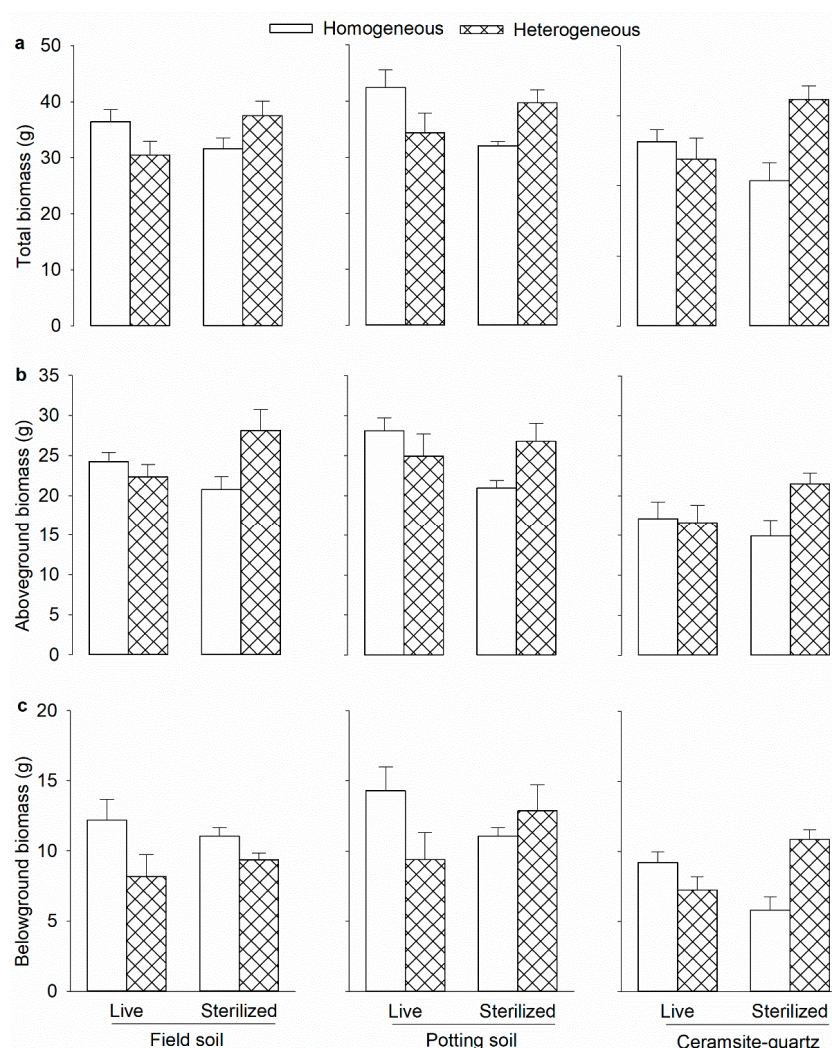 Homogeneous Heterogeneous
a
Total biomass (g)
50
40
30
20
10
0
b
Aboveground biomass (g)
35
30
25
20
15
10
5
0
c
Belowground biomass (g)
20
15
10
5
0
Live Sterilized Live Sterilized Live Sterilized
Field soil Potting soil Ceramsite-quartz